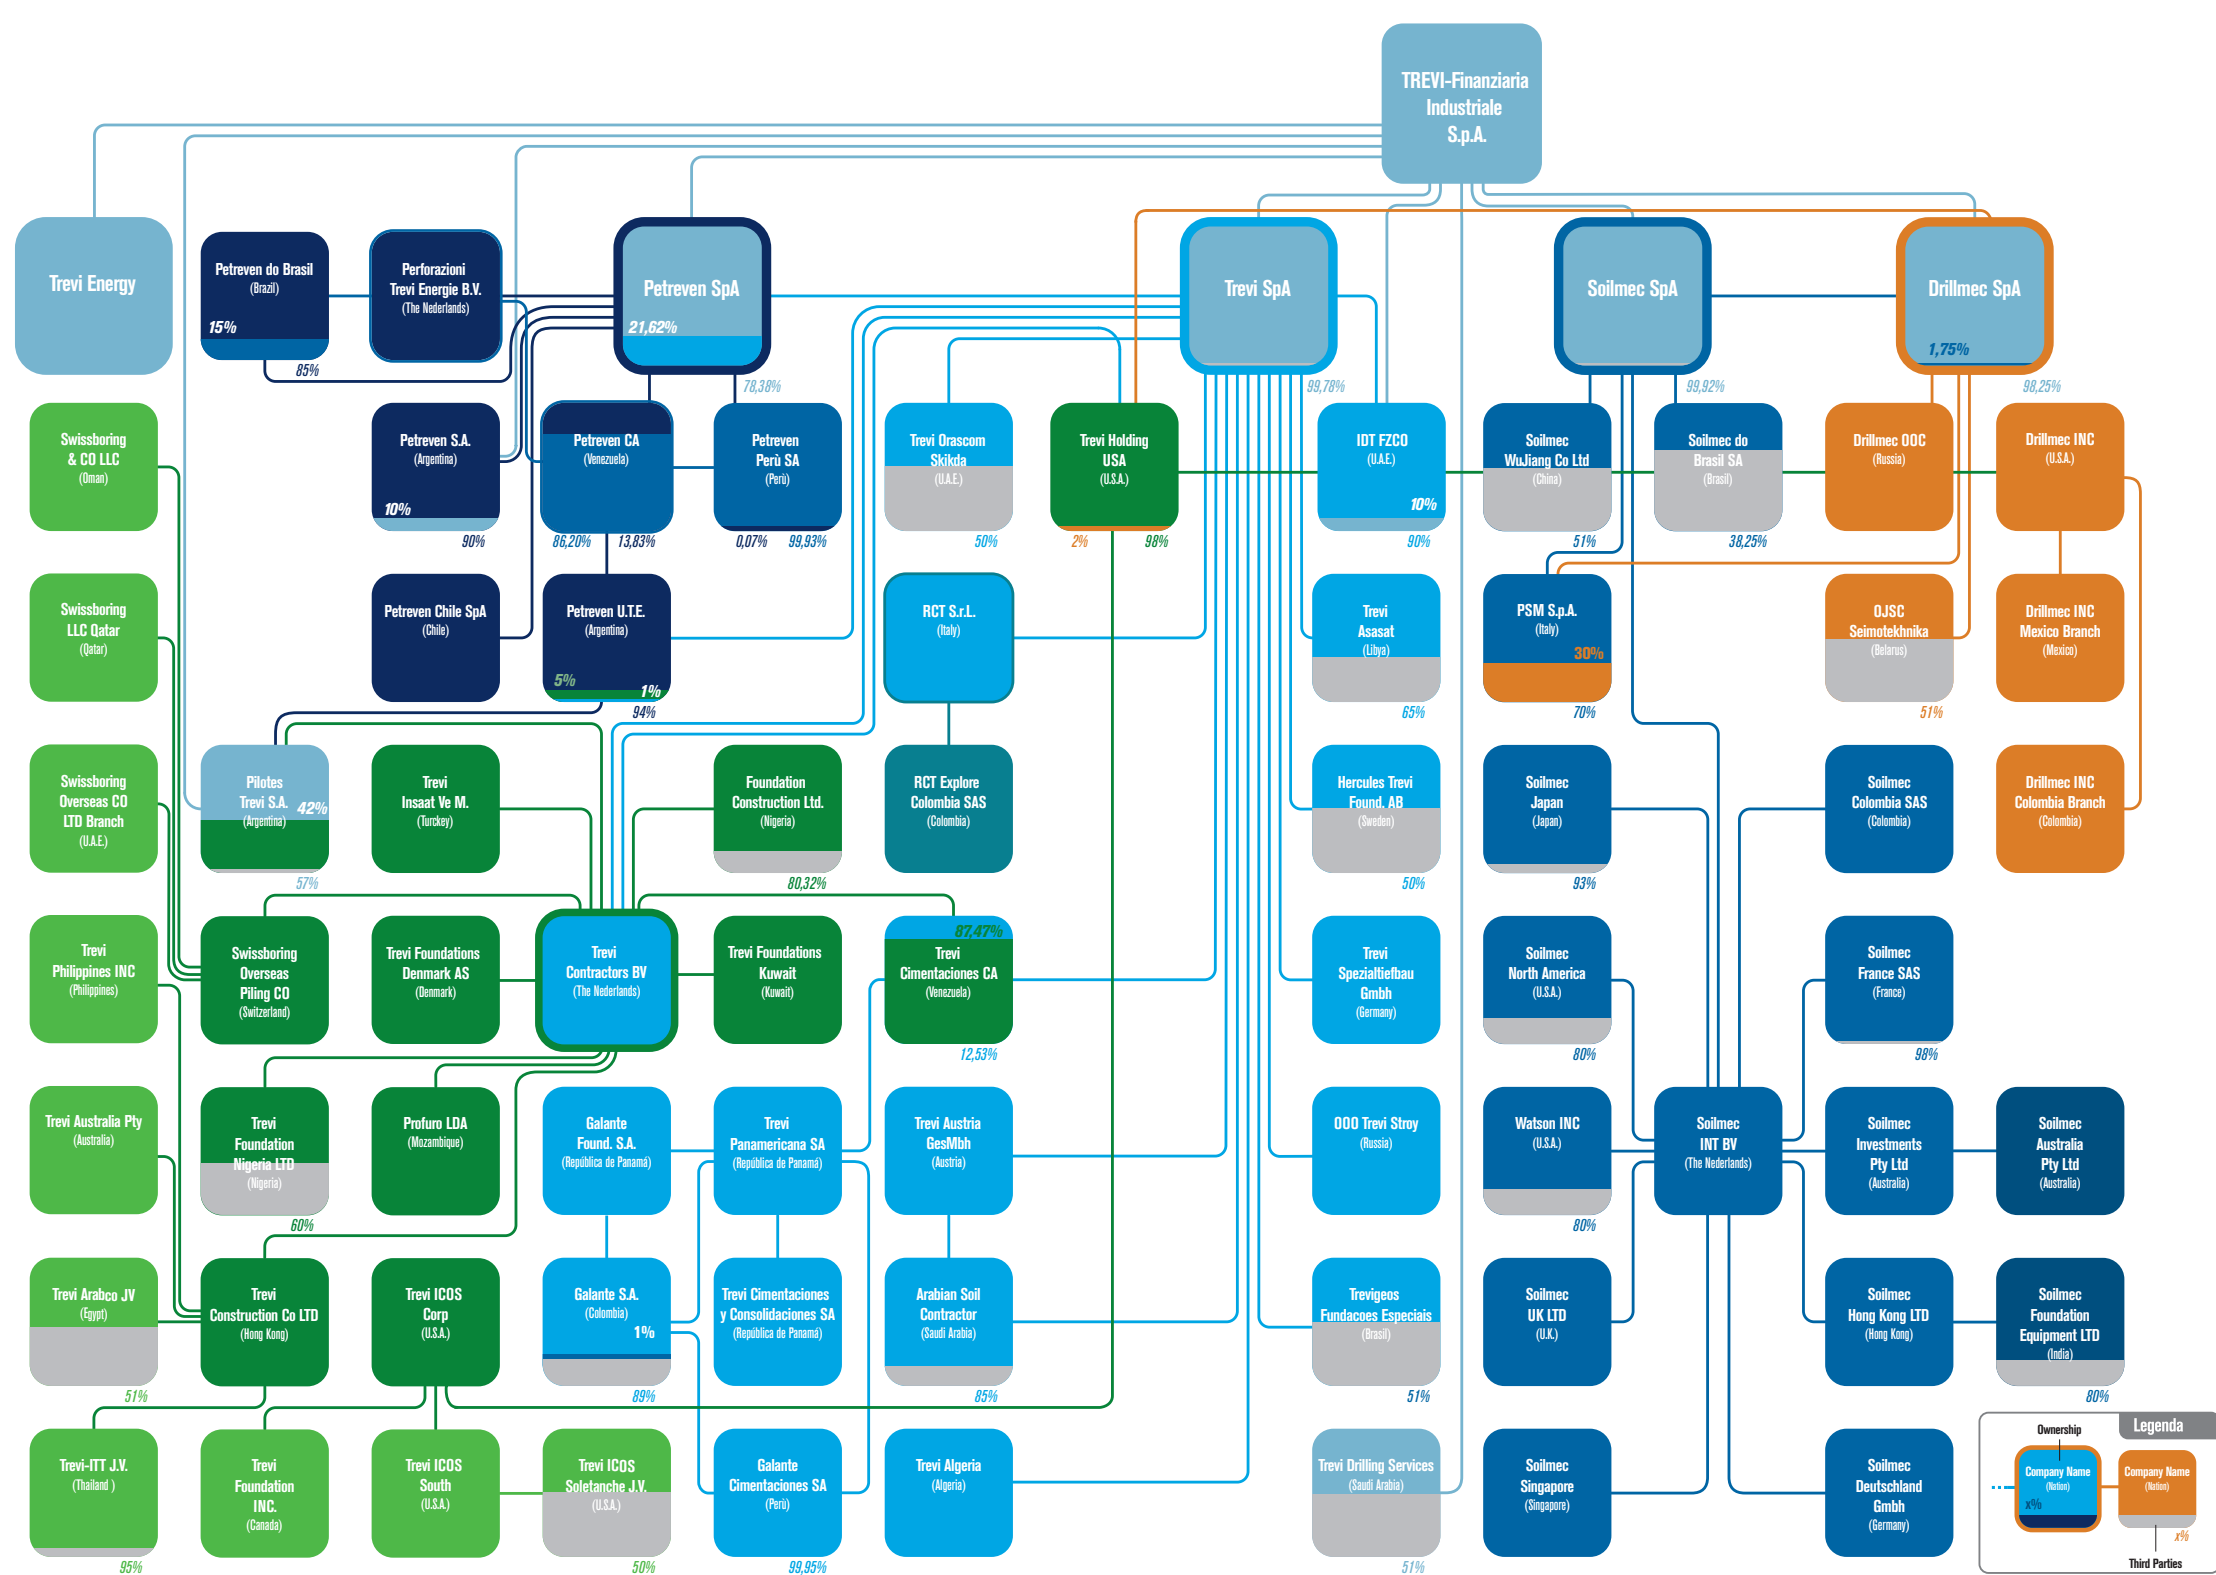 TREVI-Finanziaria
Industriale
S.p.A.
Trevi Energy
Petreven do Brasil
(Brazil)
15%
85%
Perforazioni
Trevi Energie B.V.
(The Nederlands)
Petreven SpA
21,62%
78,38%
Trevi SpA
99,78%
Soilmec SpA
99,92%
Drillmec SpA
1,75%
98,25%
Swissboring
& CO LLC
(Oman)
Petreven S.A.
(Argentina)
10%
90%
Petreven CA
(Venezuela)
86,20%
13,83%
Petreven
Perù SA
(Perù)
0,07%
99,93%
Trevi Orascom
Skikda
(U.A.E.)
50%
Trevi Holding
USA
(U.S.A.)
2%
98%
IDT FZCO
(U.A.E.)
10%
90%
Soilmec
WuJiang Co Ltd
(China)
51%
Soilmec do
Brasil SA
(Brasil)
38,25%
Drillmec OOC
(Russia)
Drillmec INC
(U.S.A.)
Swissboring
LLC Qatar
(Qatar)
Petreven Chile SpA
(Chile)
Petreven U.T.E.
(Argentina)
5%
1%
94%
RCT S.r.L.
(Italy)
Trevi
Asasat
(Libya)
65%
PSM S.p.A.
(Italy)
30%
70%
OJSC
Seimotekhnika
(Belarus)
51%
Drillmec INC
Mexico Branch
(Mexico)
Swissboring
Overseas CO
LTD Branch
(U.A.E.)
Pilotes
Trevi S.A.
42%
(Argentina)
57%
Trevi
Insaat Ve M.
(Turckey)
Foundation
Construction Ltd.
(Nigeria)
80,32%
RCT Explore
Colombia SAS
(Colombia)
Hercules Trevi
Found. AB
(Sweden)
50%
Soilmec
Japan
(Japan)
93%
Soilmec
Colombia SAS
(Colombia)
Drillmec INC
Colombia Branch
(Colombia)
Trevi
Philippines INC
(Philippines)
Swissboring
Overseas
Piling CO
(Switzerland)
Trevi Foundations
Denmark AS
(Denmark)
Trevi
Contractors BV
(The Nederlands)
Trevi Foundations
Kuwait
(Kuwait)
87,47%
Trevi
Cimentaciones CA
(Venezuela)
12,53%
Trevi
Spezialtiefbau
Gmbh
(Germany)
Soilmec
North America
(U.S.A.)
80%
Soilmec
France SAS
(France)
98%
Trevi Australia Pty
(Australia)
Trevi
Foundation
Nigeria LTD
(Nigeria)
60%
Profuro LDA
(Mozambique)
Galante
Found. S.A.
(República de Panamá)
Trevi
Panamericana SA
(República de Panamá)
Trevi Austria
GesMbh
(Austria)
OOO Trevi Stroy
(Russia)
Watson INC
(U.S.A.)
80%
Soilmec
INT BV
(The Nederlands)
Soilmec
Investments
Pty Ltd
(Australia)
Soilmec
Australia
Pty Ltd
(Australia)
Trevi Arabco JV
(Egypt)
51%
Trevi
Construction Co LTD
(Hong Kong)
Trevi ICOS
Corp
(U.S.A.)
Galante S.A.
(Colombia)
1%
89%
Trevi Cimentaciones
y Consolidaciones SA
(República de Panamá)
Arabian Soil
Contractor
(Saudi Arabia)
85%
Trevigeos
Fundacoes Especiais
(Brasil)
51%
Soilmec
UK LTD
(U.K.)
Soilmec
Hong Kong LTD
(Hong Kong)
Soilmec
Foundation
Equipment LTD
(India)
80%
Trevi-ITT J.V.
(Thailand )
95%
Trevi
Foundation
INC.
(Canada)
Trevi ICOS
South
(U.S.A.)
Trevi ICOS
Soletanche J.V.
(U.S.A.)
50%
Galante
Cimentaciones SA
(Perù)
99,95%
Trevi Algeria
(Algeria)
Trevi Drilling Services
(Saudi Arabia)
51%
Soilmec
Singapore
(Singapore)
Soilmec
Deutschland
Gmbh
(Germany)
Legenda
Ownership
Company Name
(Nation)
x%
Company Name
(Nation)
x%
Third Parties